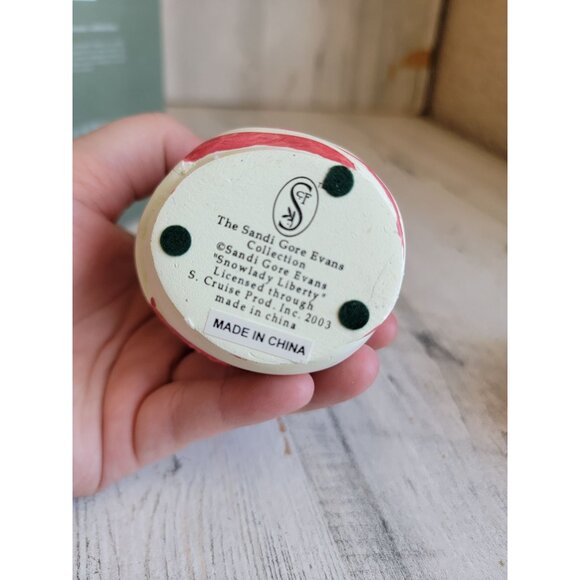 The Sandi Gore Evans
Collection
©Sandi Gore Evans
"Snowlady Liberty"
Licensed through
S. Cruise Prod. Inc. 2003
made in china
MADE IN CHINA